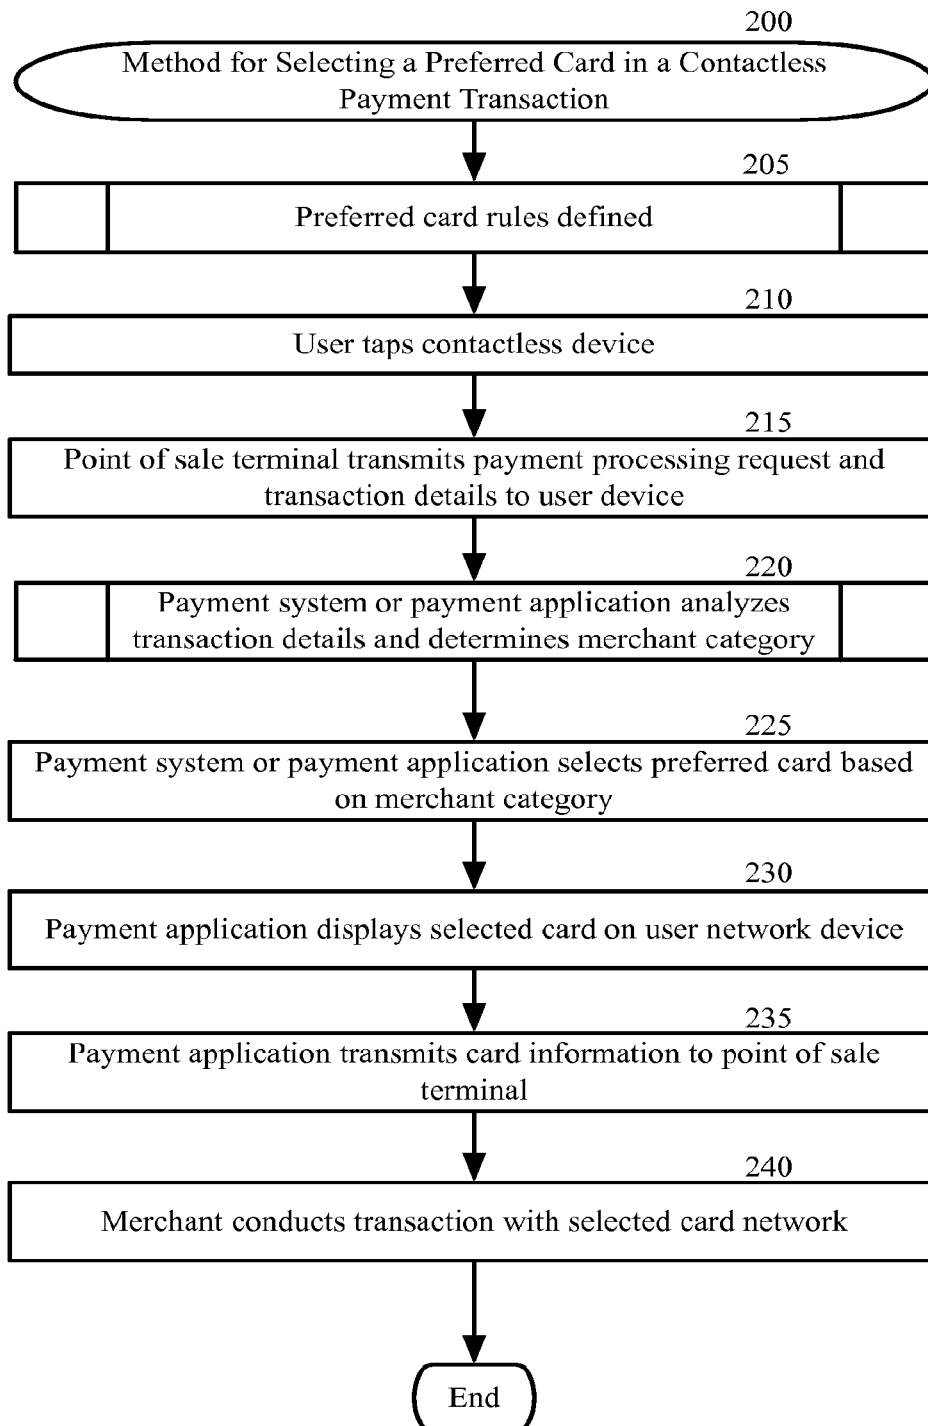 200
Method for Selecting a Preferred Card in a Contactless
Payment Transaction
205
Preferred card rules defined
210
User taps contactless device
215
Point of sale terminal transmits payment processing request and
transaction details to user device
220
Payment system or payment application analyzes
transaction details and determines merchant category
225
Payment system or payment application selects preferred card based
on merchant category
230
Payment application displays selected card on user network device
235
Payment application transmits card information to point of sale
terminal
240
Merchant conducts transaction with selected card network
End